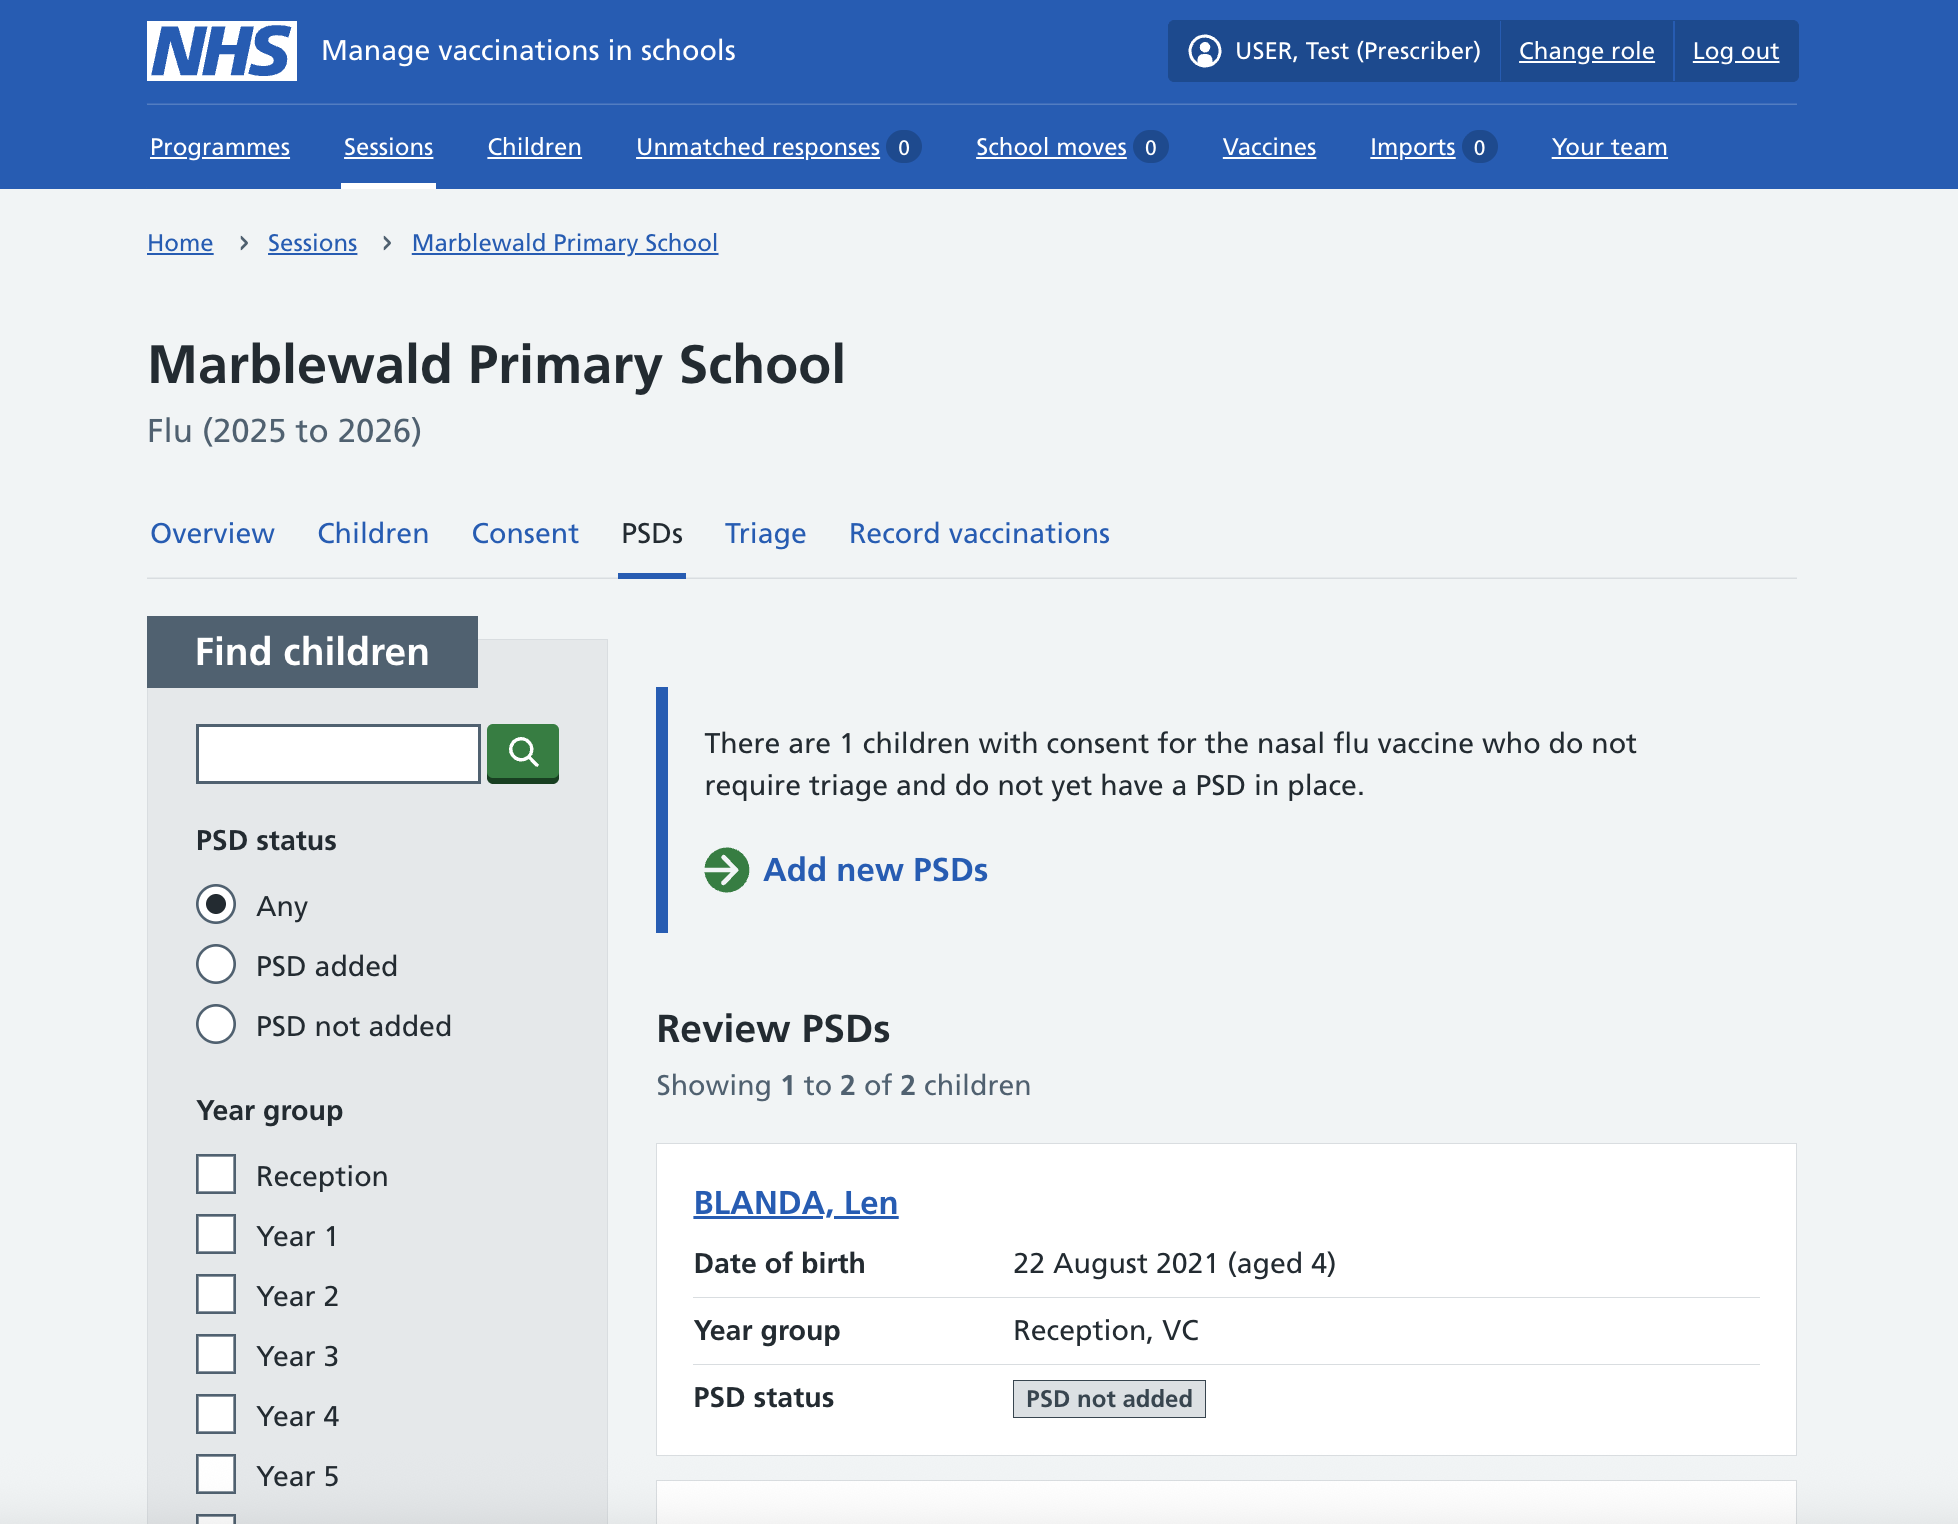 NHS Manage vaccinations in schools
USER, Test (Prescriber) Change role Log out
Programmes Sessions Children Unmatched responses 0 School moves 0 Vaccines Imports 0 Your team
Home > Sessions > Marblewald Primary School
Marblewald Primary School
Flu (2025 to 2026)
Overview Children Consent PSDs Triage Record vaccinations
Find children
PSD status
Any
PSD added
PSD not added
Year group
Reception
Year 1
Year 2
Year 3
Year 4
Year 5
There are 1 children with consent for the nasal flu vaccine who do not
require triage and do not yet have a PSD in place.
Add new PSDs
Review PSDs
Showing 1 to 2 of 2 children
BLANDA, Len
Date of birth 22 August 2021 (aged 4)
Year group Reception, VC
PSD status PSD not added